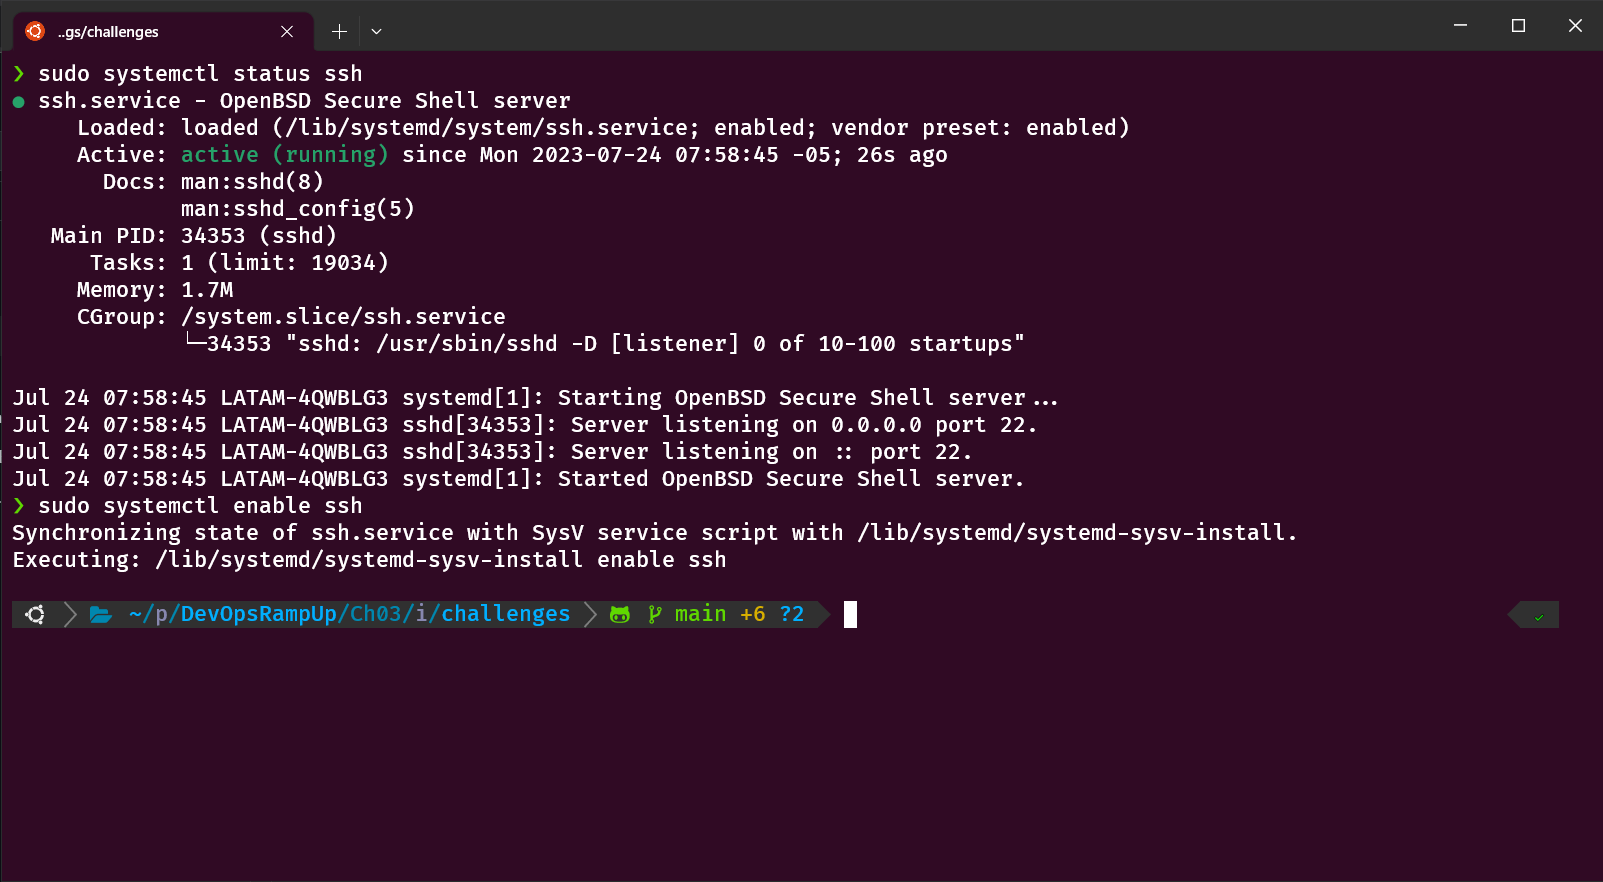 ..gs/challenges
❯ sudo systemctl status ssh
● ssh.service - OpenBSD Secure Shell server
     Loaded: loaded (/lib/systemd/system/ssh.service; enabled; vendor preset: enabled)
     Active: active (running) since Mon 2023-07-24 07:58:45 -05; 26s ago
       Docs: man:sshd(8)
             man:sshd_config(5)
   Main PID: 34353 (sshd)
      Tasks: 1 (limit: 19034)
     Memory: 1.7M
     CGroup: /system.slice/ssh.service
             └─34353 "sshd: /usr/sbin/sshd -D [listener] 0 of 10-100 startups"

Jul 24 07:58:45 LATAM-4QWBLG3 systemd[1]: Starting OpenBSD Secure Shell server...
Jul 24 07:58:45 LATAM-4QWBLG3 sshd[34353]: Server listening on 0.0.0.0 port 22.
Jul 24 07:58:45 LATAM-4QWBLG3 sshd[34353]: Server listening on :: port 22.
Jul 24 07:58:45 LATAM-4QWBLG3 systemd[1]: Started OpenBSD Secure Shell server.
❯ sudo systemctl enable ssh
Synchronizing state of ssh.service with SysV service script with /lib/systemd/systemd-sysv-install.
Executing: /lib/systemd/systemd-sysv-install enable ssh

~/p/DevOpsRampUp/Ch03/i/challenges main +6 ?2 ✓